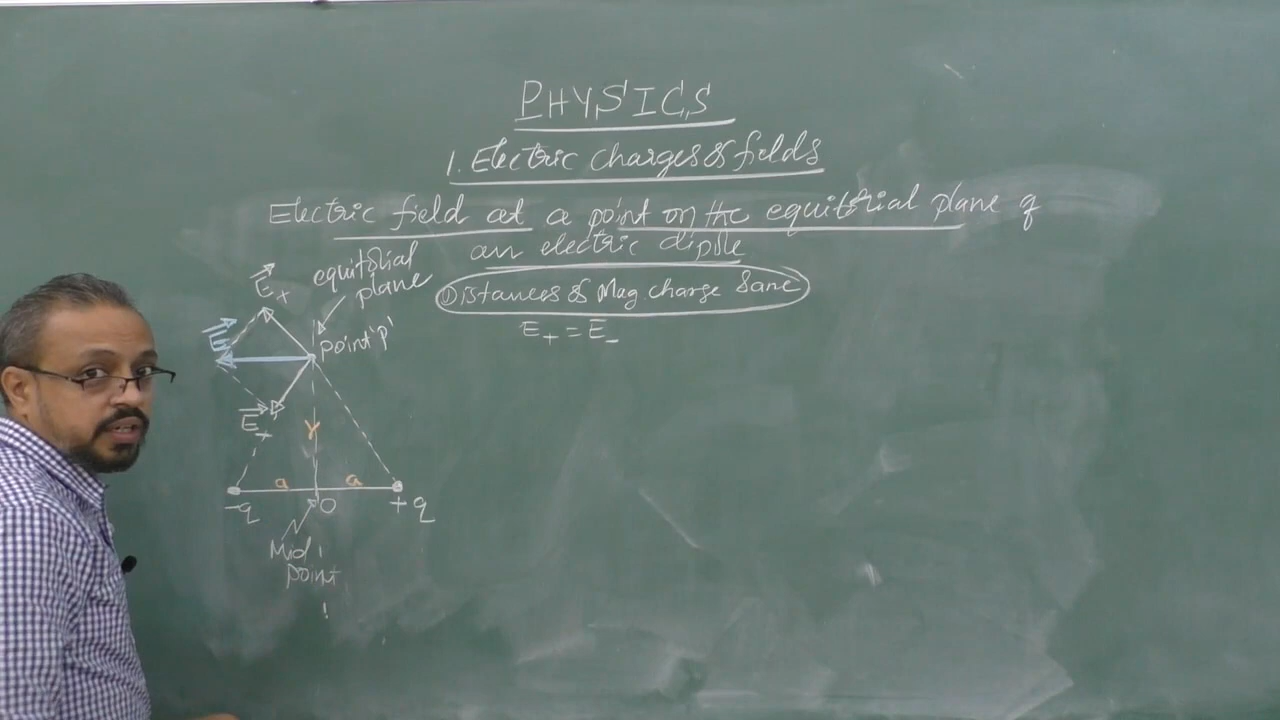 PHYSICS
1. Electric charges & fields
Electric field at a point on the equitorial plane of
an electric dipole
equitorial
plane
① Distances & Mag. charge Same
E₊ = E₋
E₊
point 'P'
E
E₊
Y
a a
-q O +q
Mid
point